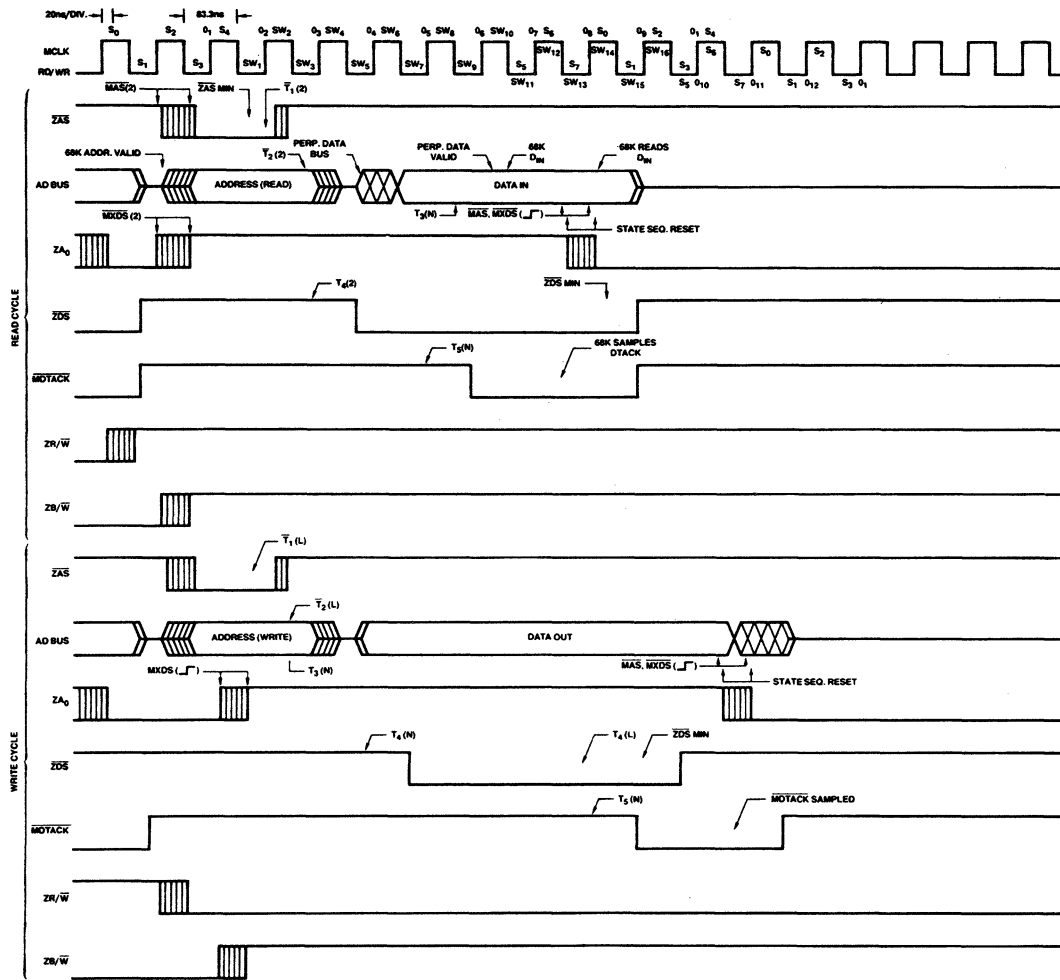 20ns/DIV. S0 S2 83.3ns 01 S4 02 SW2 03 SW4 04 SW6 05 SW8 06 SW10 07 S6 08 S0 09 S2 01 S4
MCLK SW12 SW14 SW16 S6 S0 S2
RD/WR S1 S3 SW1 SW3 SW5 SW7 SW9 S5 S7 S1 S3
SW11 SW13 SW15 S5 010 S7 011 S1 012 S3 01
MAS(2) ZAS MIN T1(2)
ZAS
68K ADDR. VALID T2(2) PERP. DATA BUS PERP. DATA VALID 68K DIN 68K READS DIN
AD BUS ADDRESS (READ) DATA IN
MXDS(2) T3(N) MAS, MXDS ( )
STATE SEQ. RESET
ZA0
T4(2) ZDS MIN
ZDS
T5(N) 68K SAMPLES DTACK
MDTACK
ZR/W
ZB/W
READ CYCLE
T1(L)
ZAS
T2(L)
AD BUS ADDRESS (WRITE) DATA OUT
MXDS ( ) T3(N) MAS, MXDS ( )
STATE SEQ. RESET
ZA0
T4(N) T4(L) ZDS MIN
ZDS
T5(N) MDTACK SAMPLED
MDTACK
ZR/W
ZB/W
WRITE CYCLE